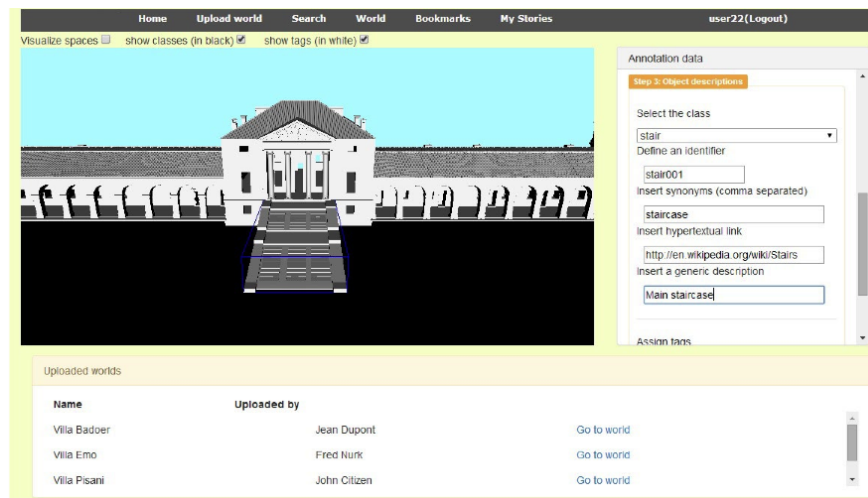 Home Upload world Search World Bookmarks My Stories user22(Logout)
Visualize spaces show classes (in black) show tags (in white)
Annotation data
Step 3: Object descriptions
Select the class
stair
Define an identifier
stair001
Insert synonyms (comma separated)
staircase
Insert hypertextual link
http://en.wikipedia.org/wiki/Stairs
Insert a generic description
Main staircase
Assign tags
Uploaded worlds
Name Uploaded by
Villa Badoer Jean Dupont Go to world
Villa Emo Fred Nurk Go to world
Villa Pisani John Citizen Go to world